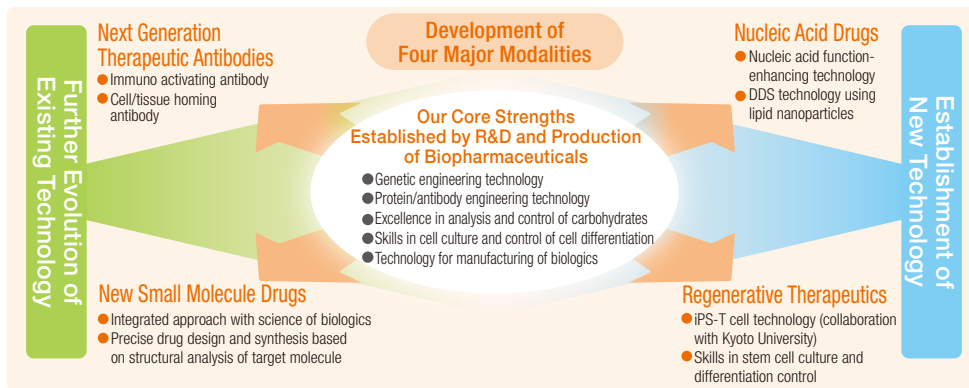 Development of
Four Major Modalities
Further Evolution of
Existing Technology
Next Generation
Therapeutic Antibodies
● Immuno activating antibody
● Cell/tissue homing
antibody
Nucleic Acid Drugs
● Nucleic acid function-
enhancing technology
● DDS technology using
lipid nanoparticles
Establishment of
New Technology
Our Core Strengths
Established by R&D and Production
of Biopharmaceuticals
● Genetic engineering technology
● Protein/antibody engineering technology
● Excellence in analysis and control of carbohydrates
● Skills in cell culture and control of cell differentiation
● Technology for manufacturing of biologics
New Small Molecule Drugs
● Integrated approach with science of biologics
● Precise drug design and synthesis based
on structural analysis of target molecule
Regenerative Therapeutics
● iPS-T cell technology (collaboration
with Kyoto University)
● Skills in stem cell culture and
differentiation control